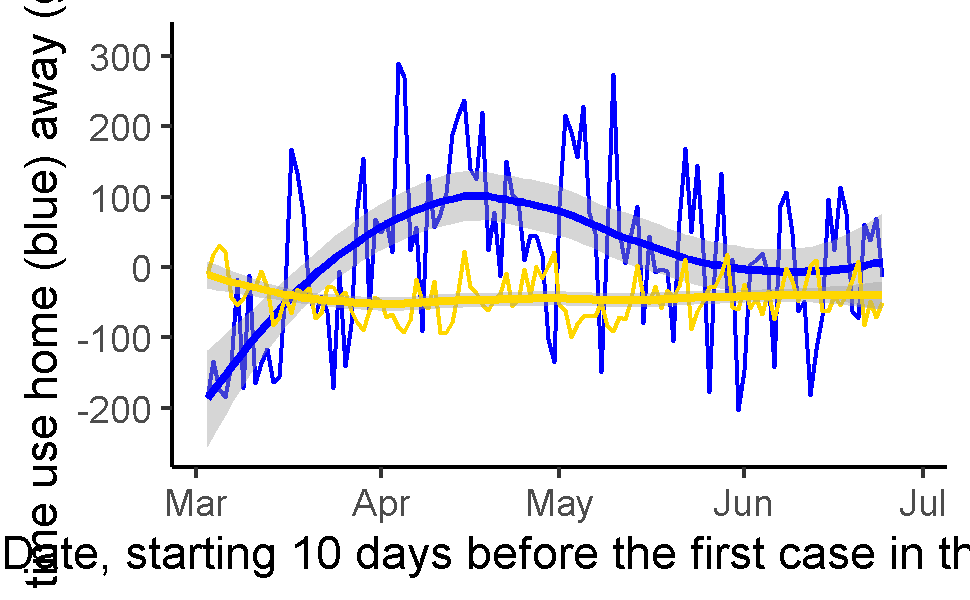 time use home (blue) away (
300
200
100
0
-100
-200
Mar Apr May Jun Jul
Date, starting 10 days before the first case in th